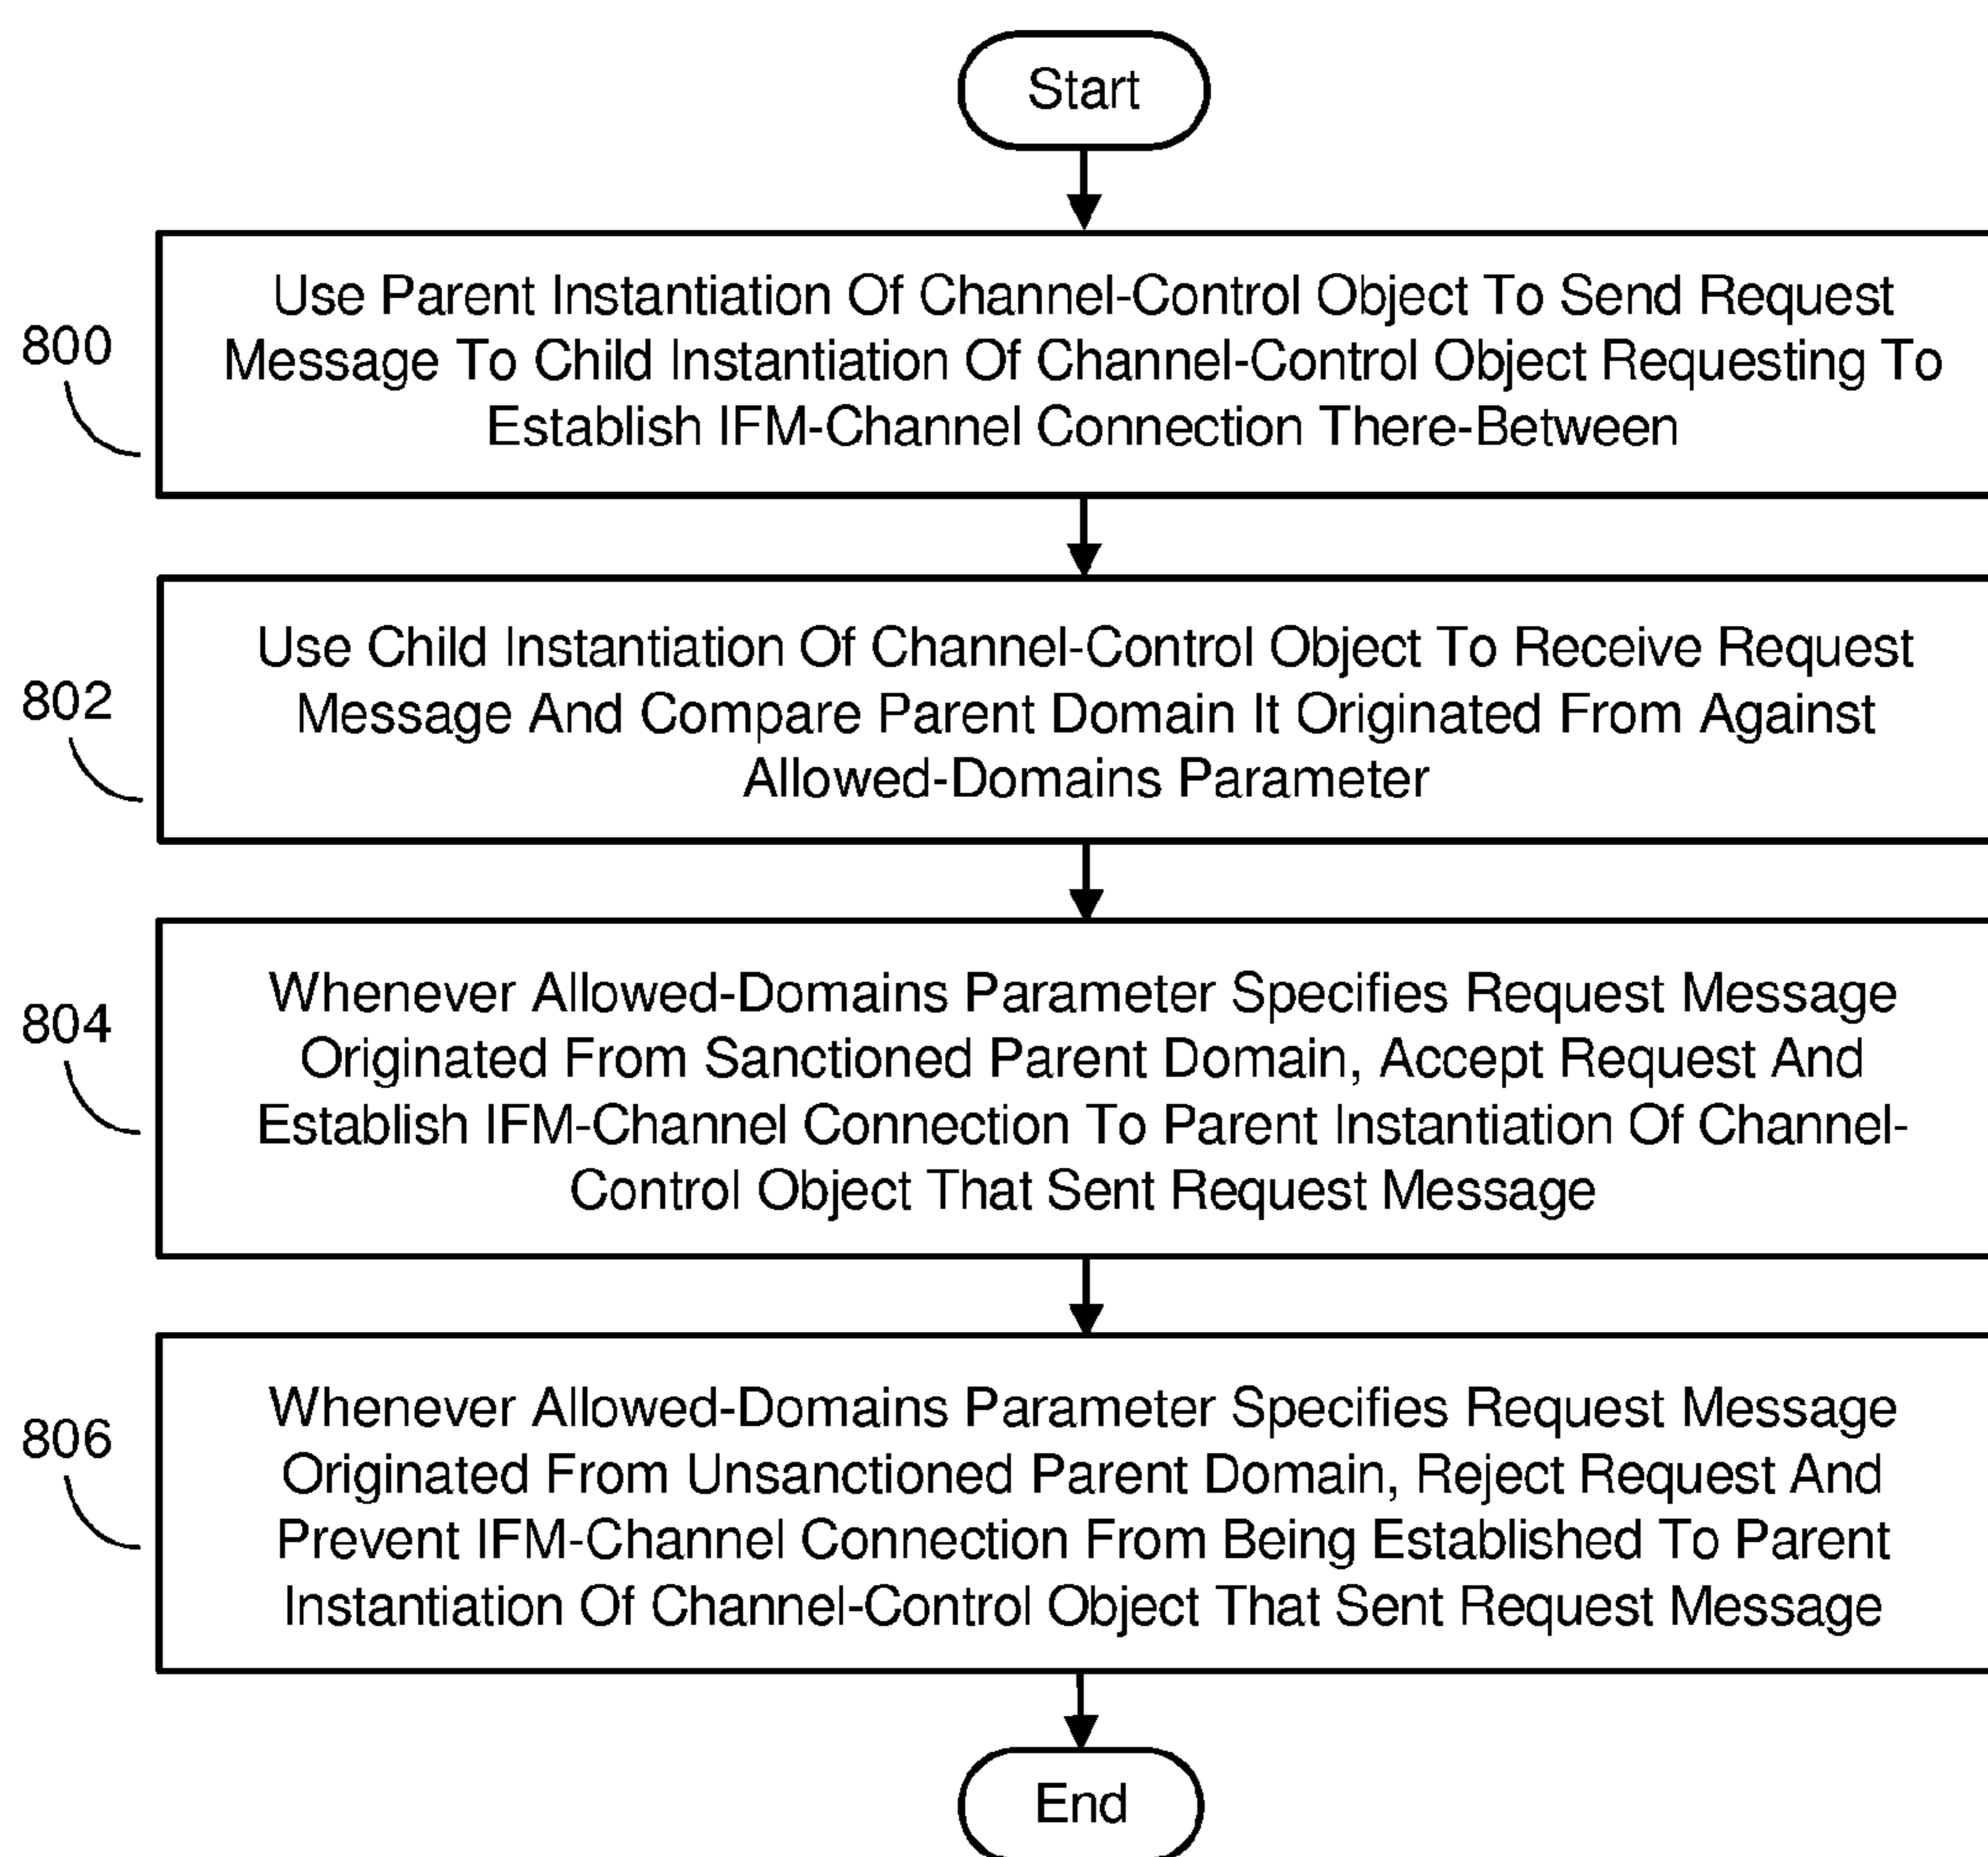 Start
800
Use Parent Instantiation Of Channel-Control Object To Send Request
Message To Child Instantiation Of Channel-Control Object Requesting To
Establish IFM-Channel Connection There-Between
802
Use Child Instantiation Of Channel-Control Object To Receive Request
Message And Compare Parent Domain It Originated From Against
Allowed-Domains Parameter
804
Whenever Allowed-Domains Parameter Specifies Request Message
Originated From Sanctioned Parent Domain, Accept Request And
Establish IFM-Channel Connection To Parent Instantiation Of Channel-
Control Object That Sent Request Message
806
Whenever Allowed-Domains Parameter Specifies Request Message
Originated From Unsanctioned Parent Domain, Reject Request And
Prevent IFM-Channel Connection From Being Established To Parent
Instantiation Of Channel-Control Object That Sent Request Message
End